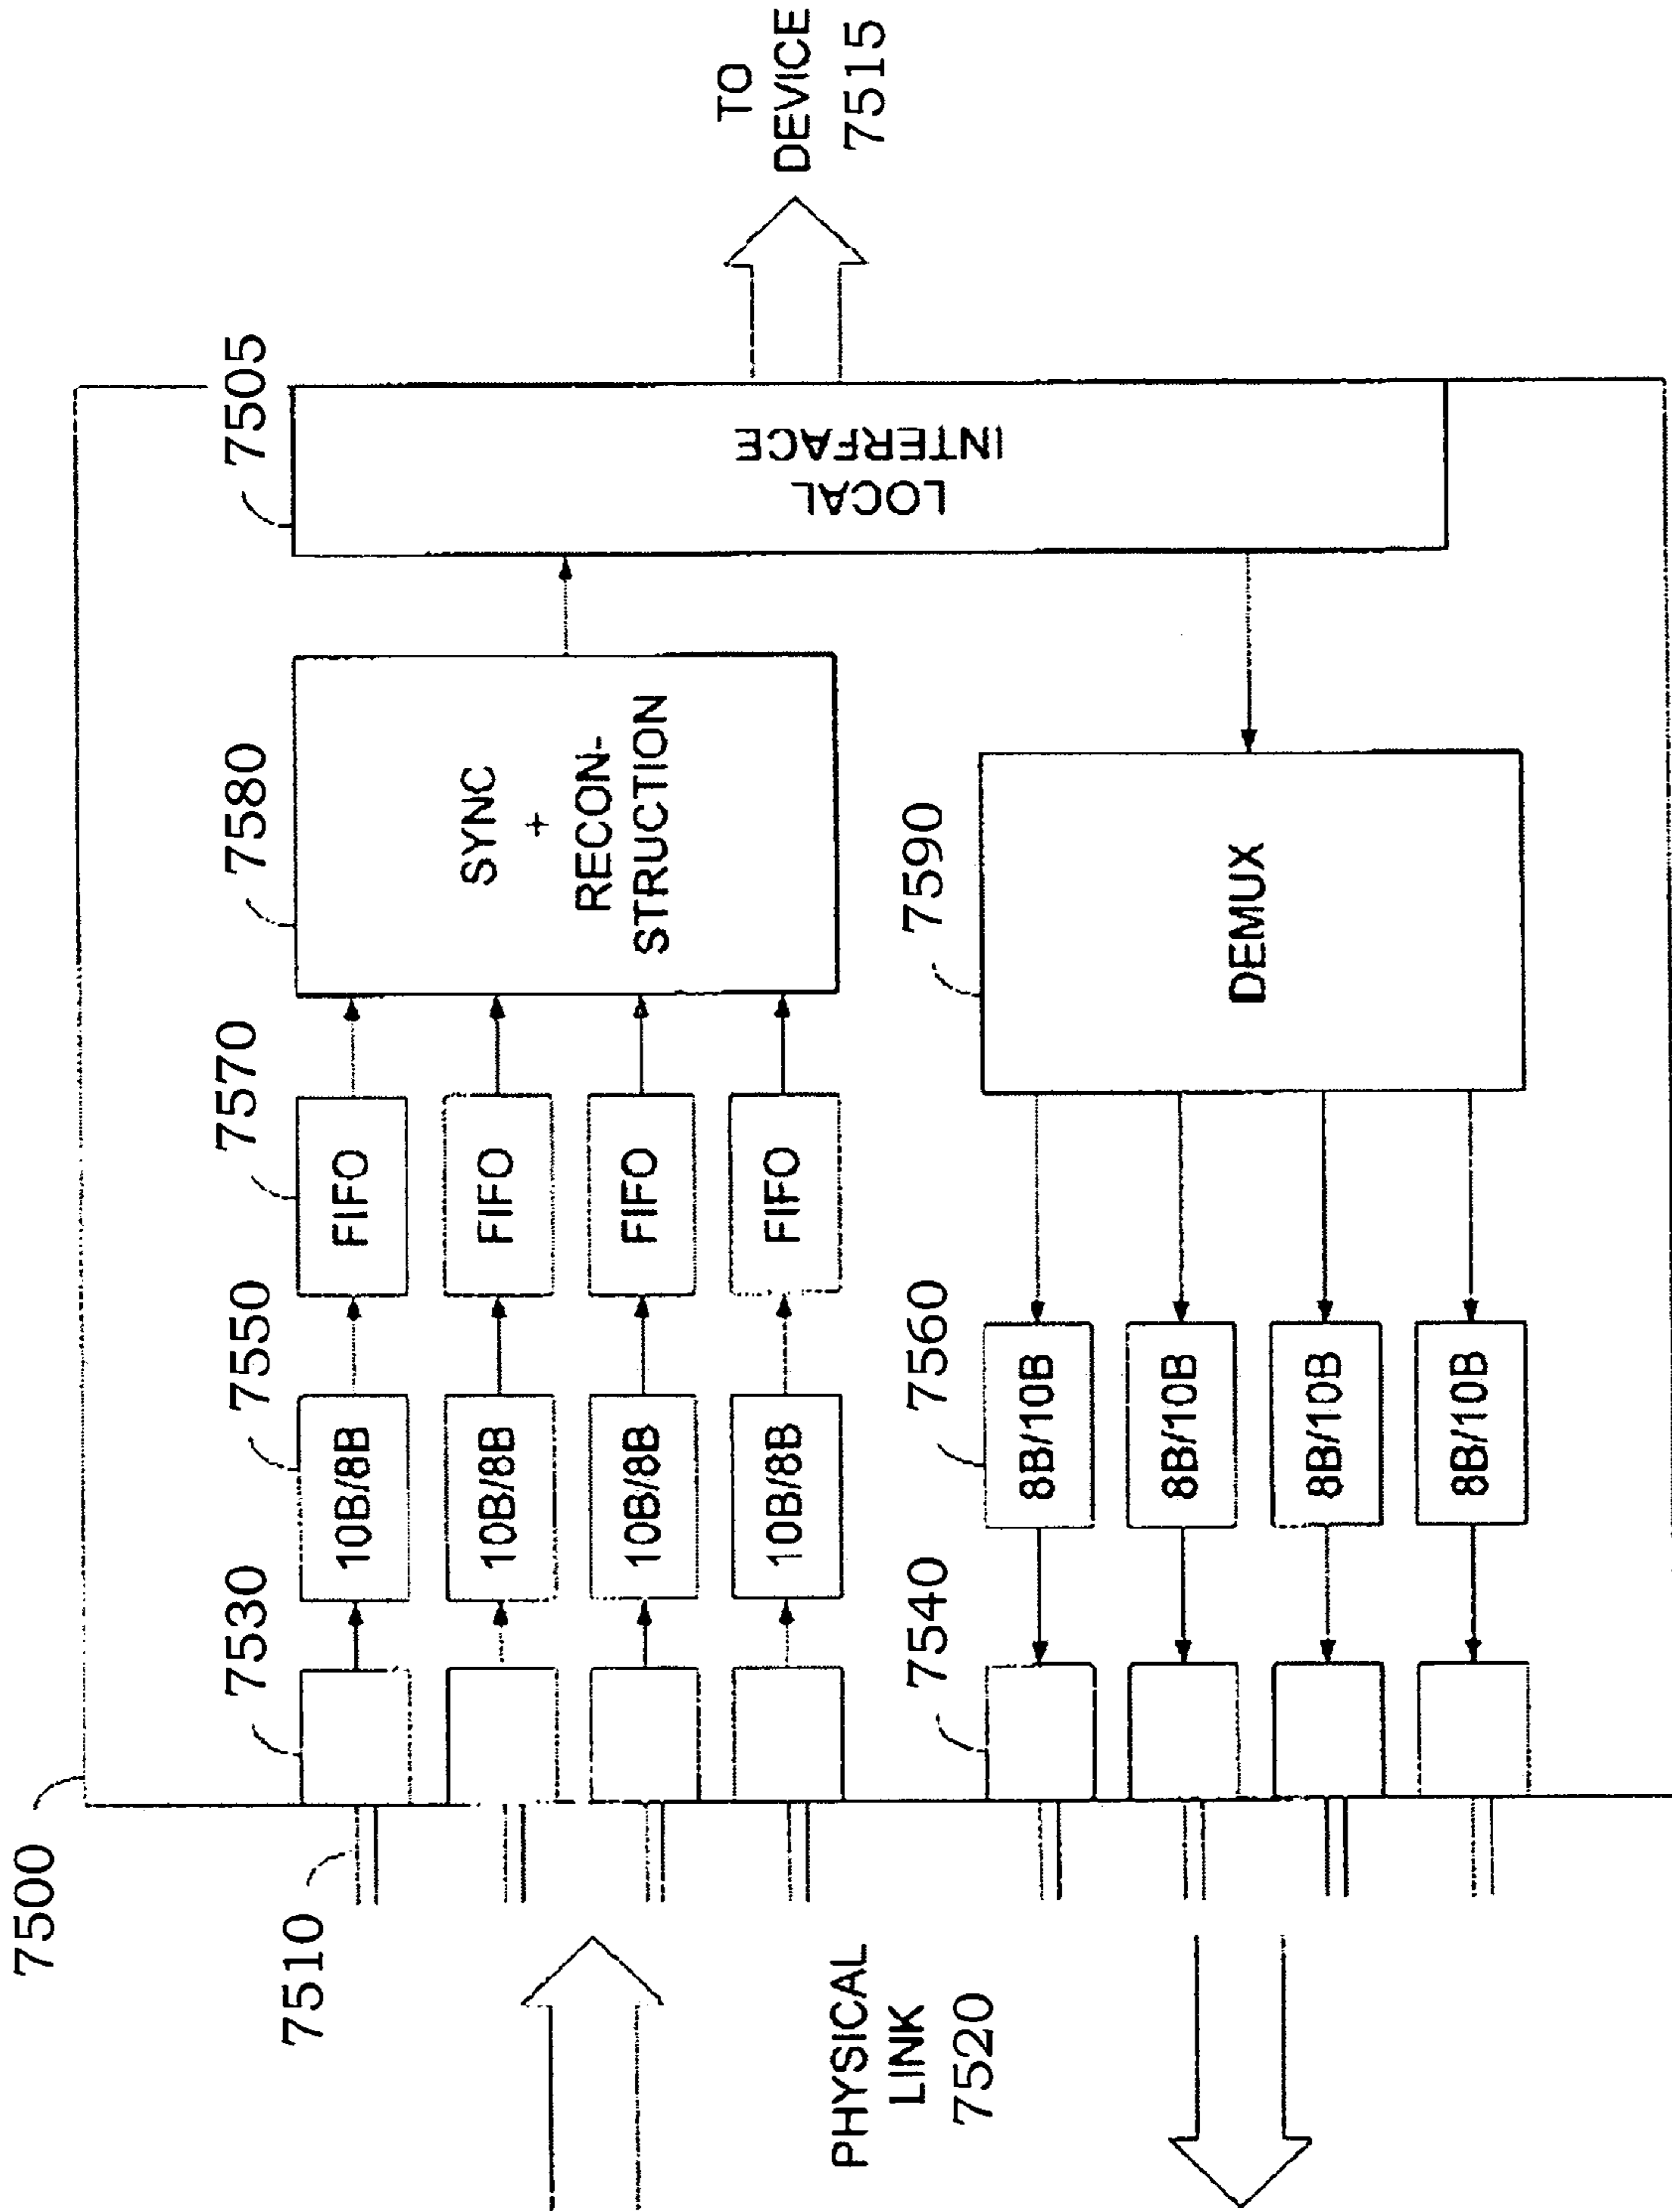 7500
7510
PHYSICAL
LINK
7520
7530
7550
10B/8B
10B/8B
10B/8B
10B/8B
7570
FIFO
FIFO
FIFO
FIFO
7580
SYNC
+
RECON-
STRUCTION
7540
7560
8B/10B
8B/10B
8B/10B
8B/10B
7590
DEMUX
7505
LOCAL
INTERFACE
TO
DEVICE
7515